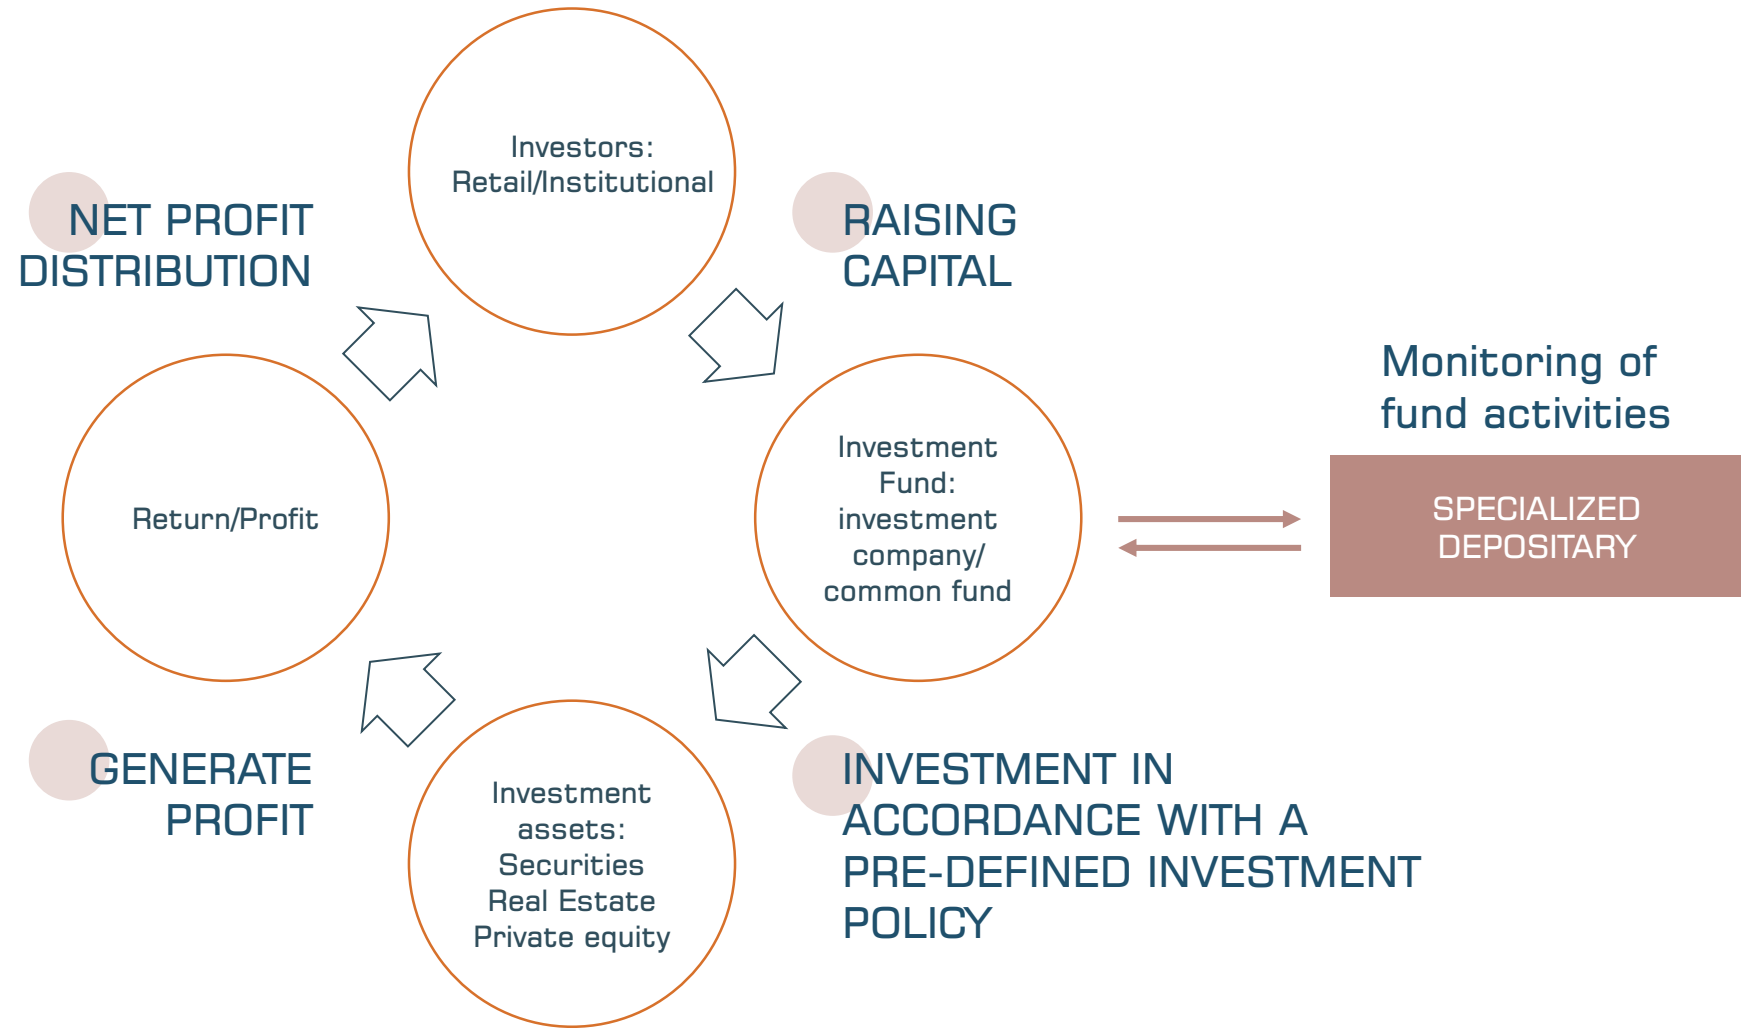 Investors:
Retail/Institutional
NET PROFIT
DISTRIBUTION
RAISING
CAPITAL
Monitoring of
fund activities
Return/Profit
Investment
Fund:
investment
company/
common fund
SPECIALIZED
DEPOSITARY
GENERATE
PROFIT
Investment
assets:
Securities
Real Estate
Private equity
INVESTMENT IN
ACCORDANCE WITH A
PRE-DEFINED INVESTMENT
POLICY